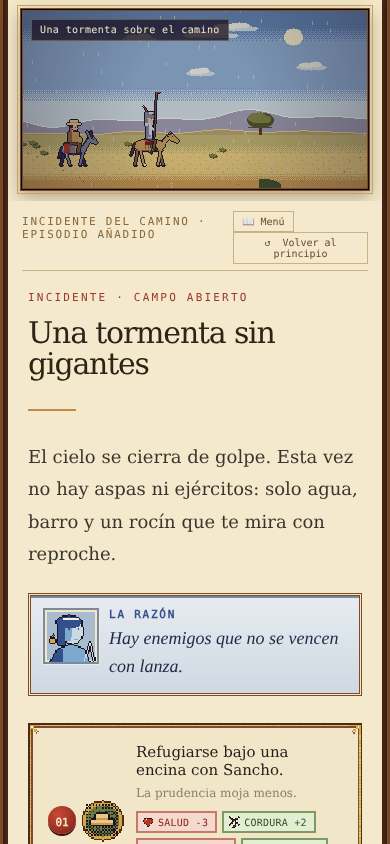 Una tormenta sobre el camino
INCIDENTE DEL CAMINO ·
EPISODIO AÑADIDO
📖 Menú
↺ Volver al
principio
INCIDENTE · CAMPO ABIERTO
Una tormenta sin
gigantes
El cielo se cierra de golpe. Esta vez
no hay aspas ni ejércitos: solo agua,
barro y un rocín que te mira con
reproche.
LA RAZÓN
Hay enemigos que no se vencen
con lanza.
Refugiarse bajo una
encina con Sancho.
La prudencia moja menos.
01
SALUD -3
CORDURA +2